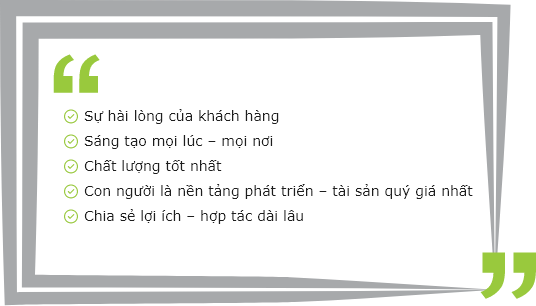 Sự hài lòng của khách hàng
Sáng tạo mọi lúc – mọi nơi
Chất lượng tốt nhất
Con người là nền tảng phát triển – tài sản quý giá nhất
Chia sẻ lợi ích – hợp tác dài lâu